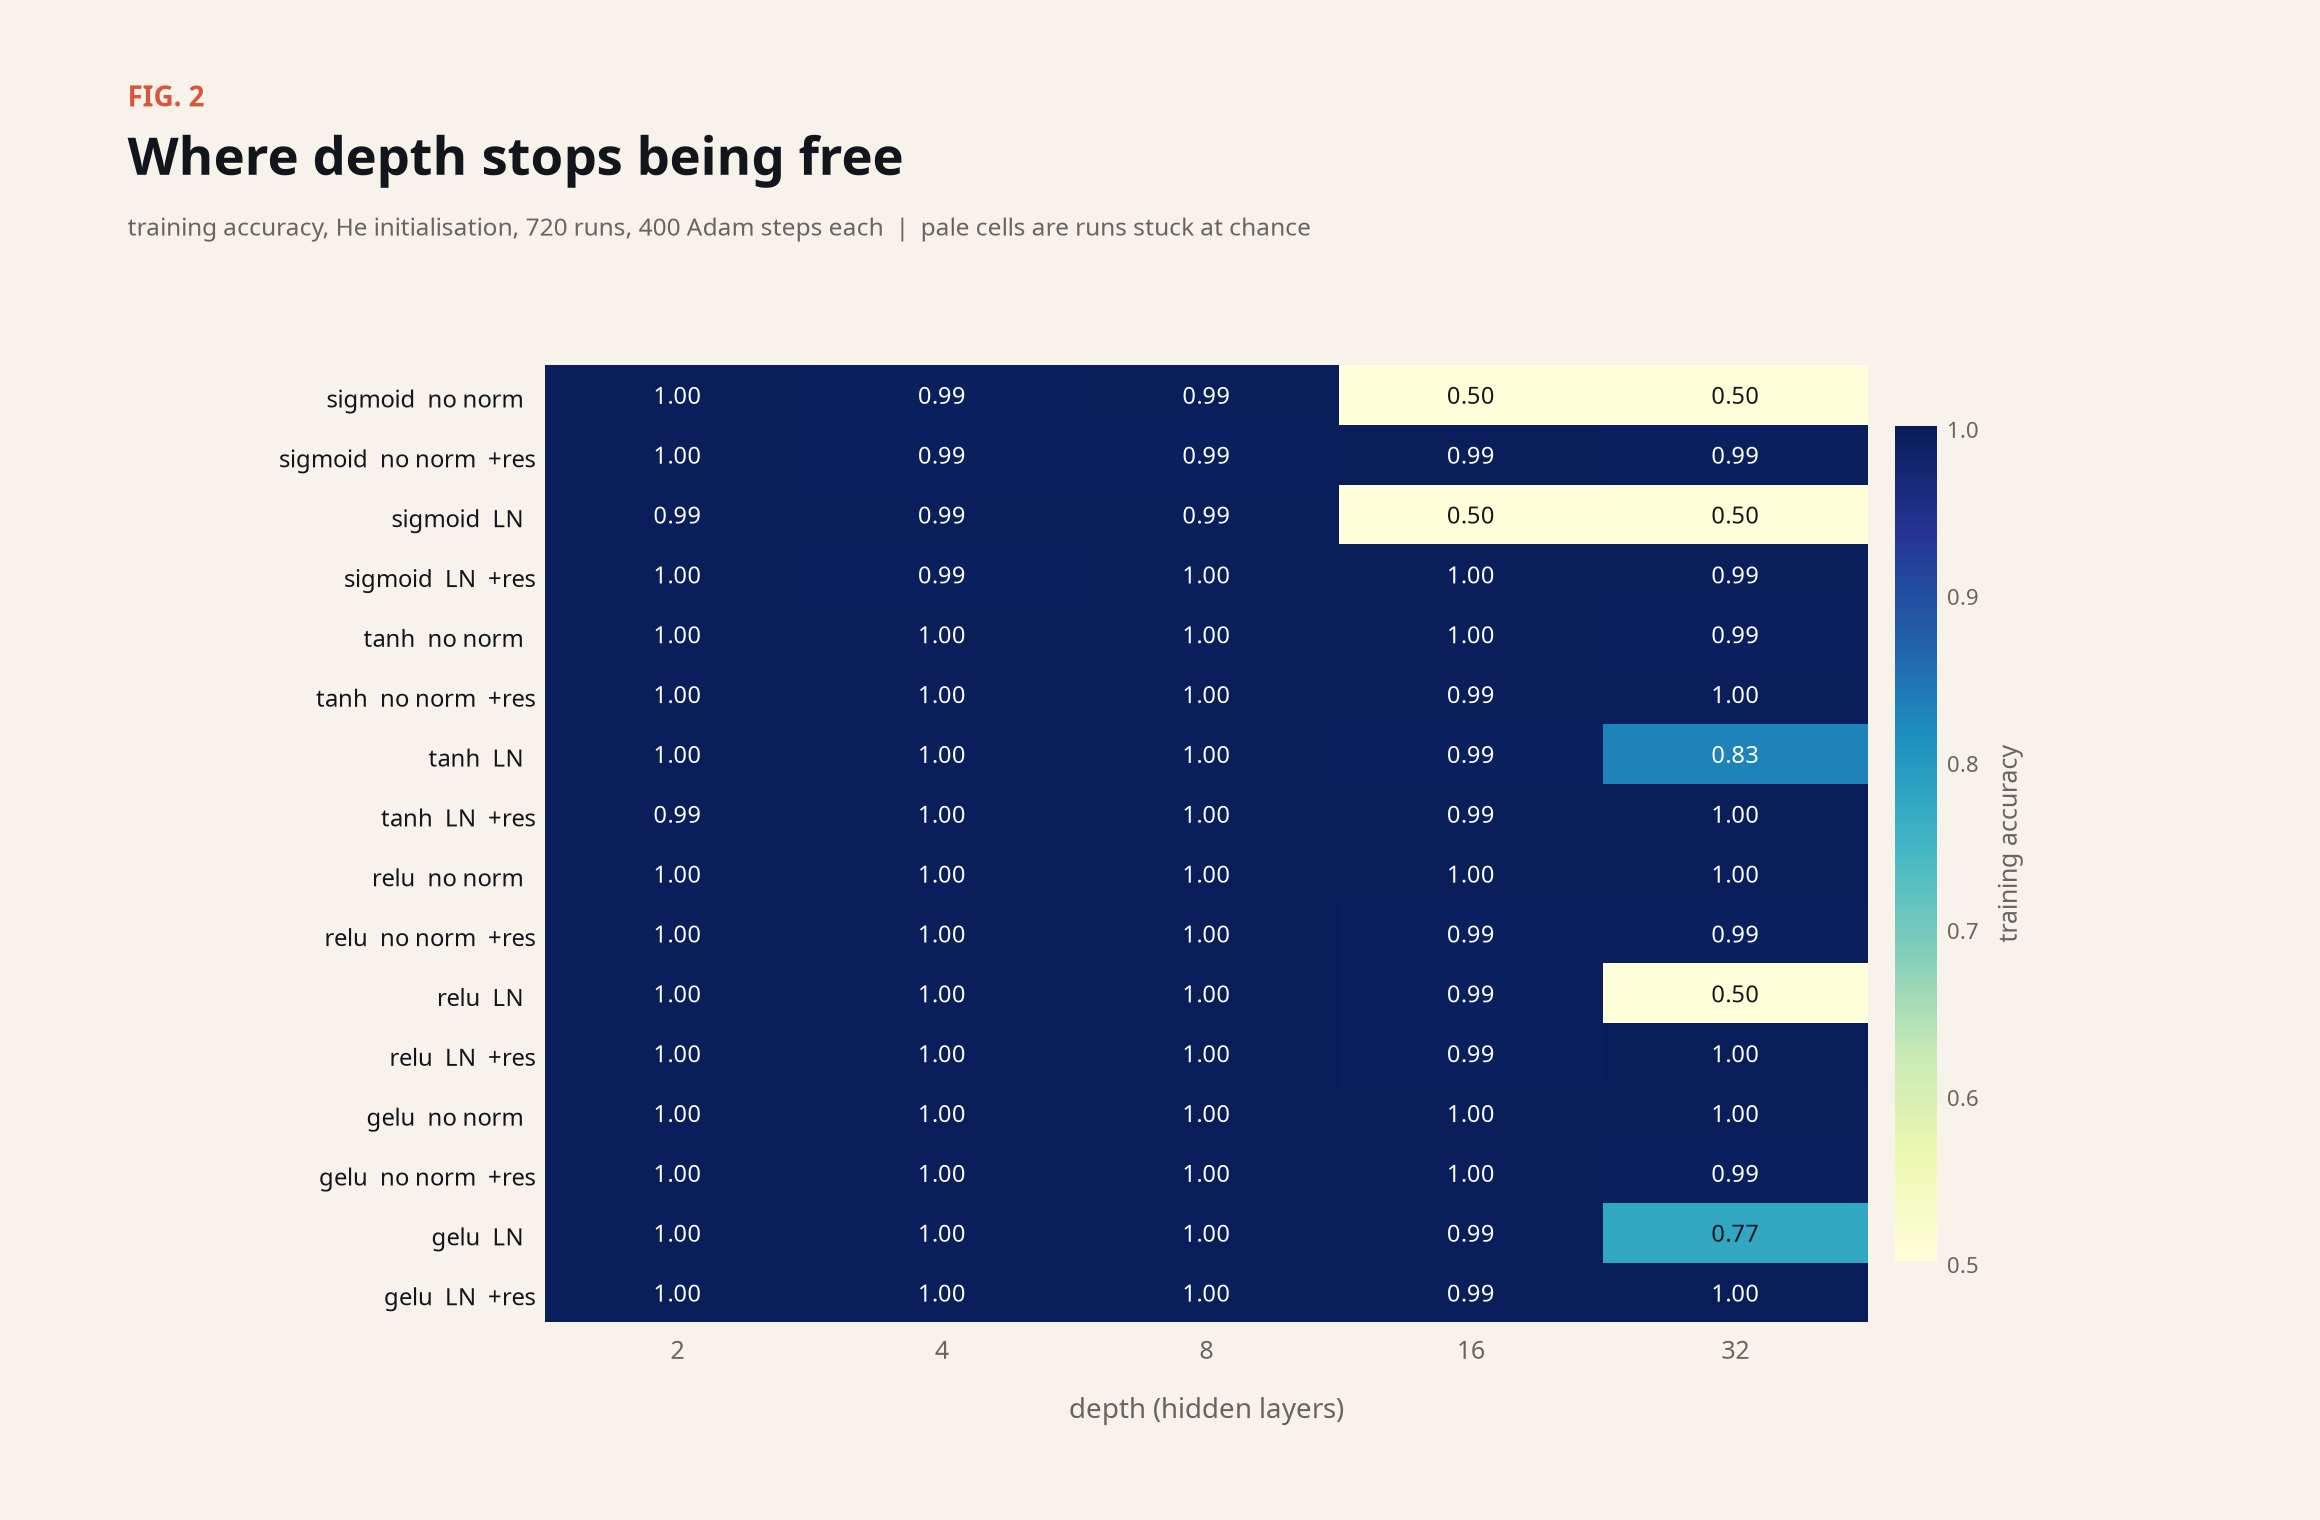 FIG. 2
Where depth stops being free
training accuracy, He initialisation, 720 runs, 400 Adam steps each | pale cells are runs stuck at chance
sigmoid no norm 1.00 0.99 0.99 0.50 0.50
sigmoid no norm +res 1.00 0.99 0.99 0.99 0.99
sigmoid LN 0.99 0.99 0.99 0.50 0.50
sigmoid LN +res 1.00 0.99 1.00 1.00 0.99
tanh no norm 1.00 1.00 1.00 1.00 0.99
tanh no norm +res 1.00 1.00 1.00 0.99 1.00
tanh LN 1.00 1.00 1.00 0.99 0.83
tanh LN +res 0.99 1.00 1.00 0.99 1.00
relu no norm 1.00 1.00 1.00 1.00 1.00
relu no norm +res 1.00 1.00 1.00 0.99 0.99
relu LN 1.00 1.00 1.00 0.99 0.50
relu LN +res 1.00 1.00 1.00 0.99 1.00
gelu no norm 1.00 1.00 1.00 1.00 1.00
gelu no norm +res 1.00 1.00 1.00 1.00 0.99
gelu LN 1.00 1.00 1.00 0.99 0.77
gelu LN +res 1.00 1.00 1.00 0.99 1.00
2 4 8 16 32
depth (hidden layers)
1.0
0.9
0.8
0.7
0.6
0.5
training accuracy